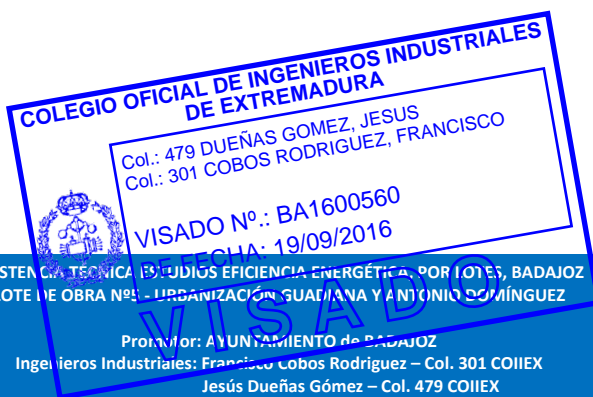 COLEGIO OFICIAL DE INGENIEROS INDUSTRIALES
DE EXTREMADURA
Col.: 479 DUEÑAS GOMEZ, JESUS
Col.: 301 COBOS RODRIGUEZ, FRANCISCO
VISADO Nº.: BA1600560
DE FECHA: 19/09/2016
VISADO
TÉCNICA ESTUDIOS EFICIENCIA ENERGÉTICA, POR LOTES, BADAJOZ
DE OBRA Nº5 - URBANIZACIÓN GUADIANA Y ANTONIO DOMÍNGUEZ
Promotor: AYUNTAMIENTO de BADAJOZ
Ingenieros Industriales: Francisco Cobos Rodriguez – Col. 301 COIIEX
Jesús Dueñas Gómez – Col. 479 COIIEX